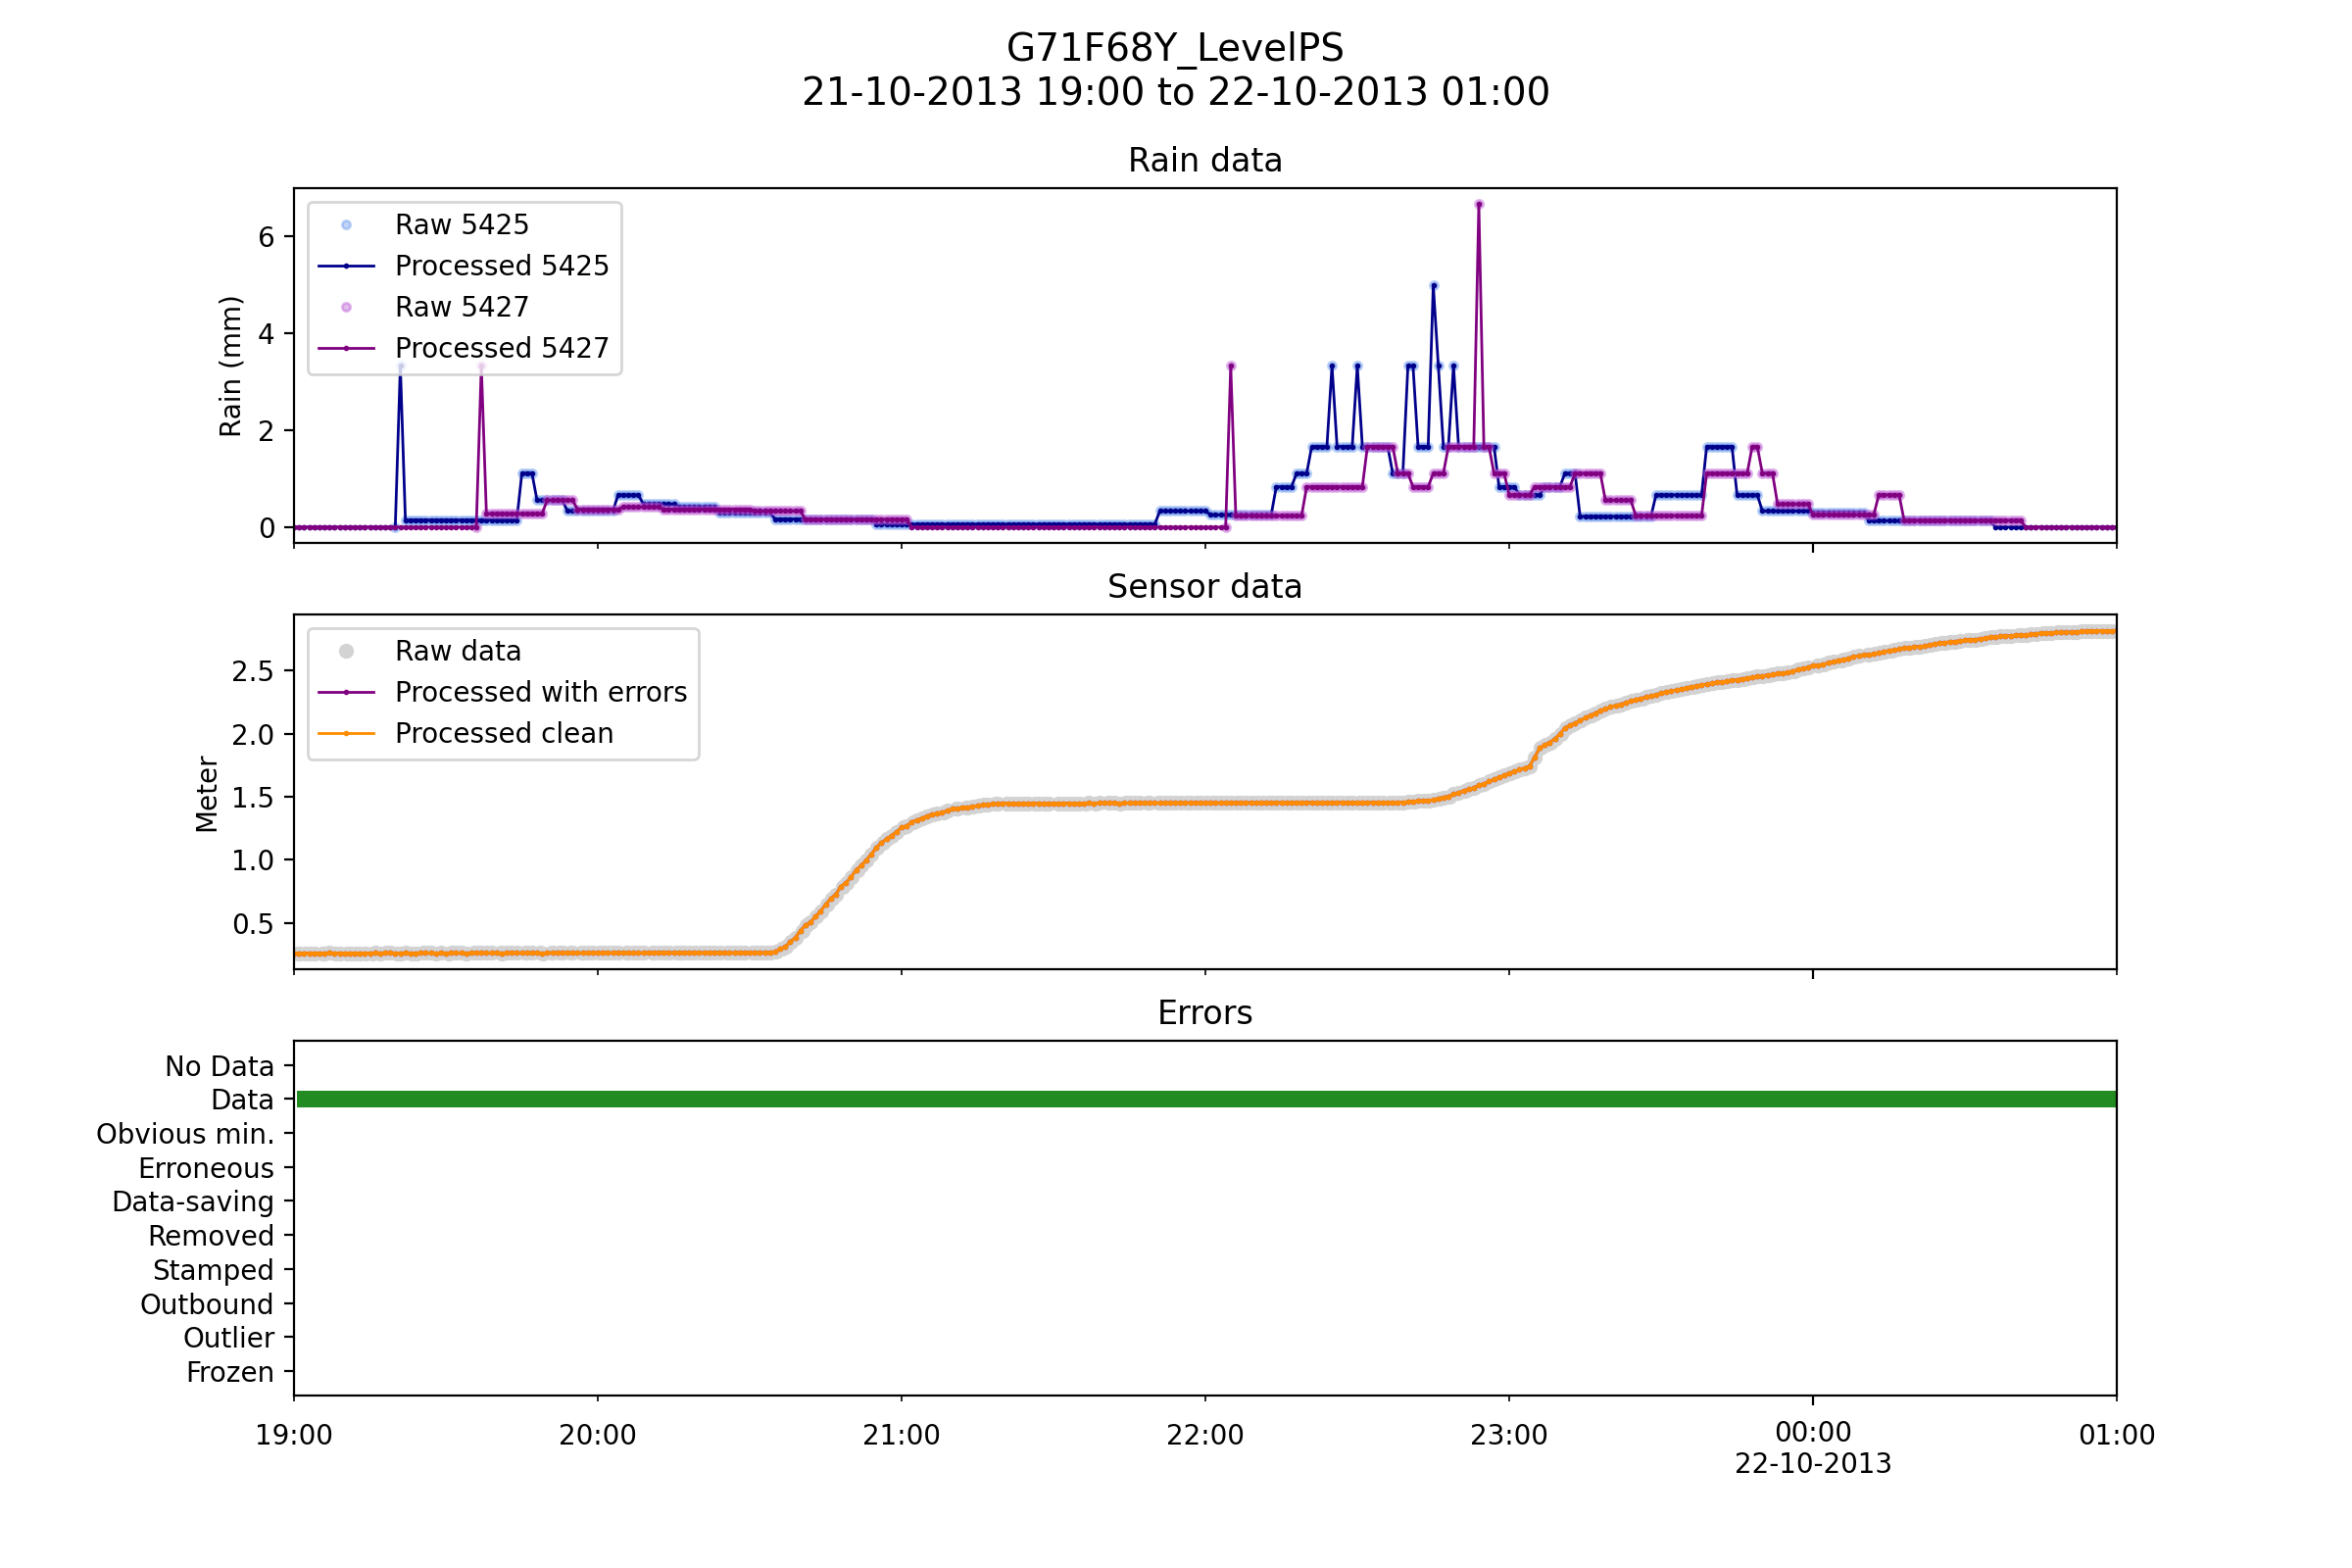 G71F68Y_LevelPS
21-10-2013 19:00 to 22-10-2013 01:00
Rain data
Raw 5425
Processed 5425
Raw 5427
Processed 5427
Rain (mm)
6
4
2
0
Sensor data
Raw data
Processed with errors
Processed clean
Meter
2.5
2.0
1.5
1.0
0.5
Errors
No Data
Data
Obvious min.
Erroneous
Data-saving
Removed
Stamped
Outbound
Outlier
Frozen
19:00 20:00 21:00 22:00 23:00 00:00 01:00
22-10-2013